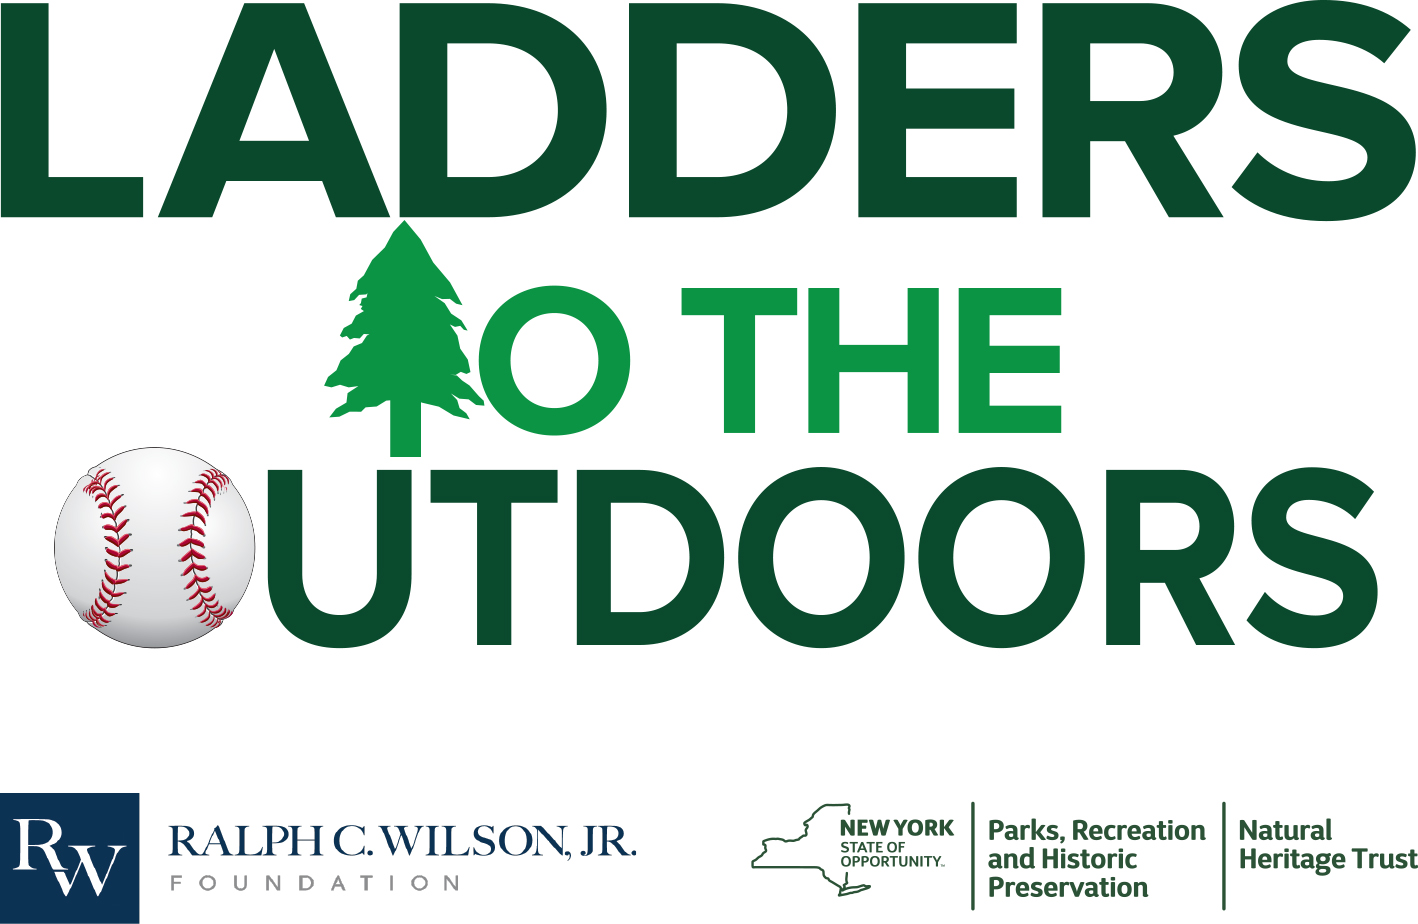 LADDERS
TO THE
OUTDOORS
RW
RALPH C. WILSON, JR.
FOUNDATION
NEW YORK
STATE OF
OPPORTUNITY™
Parks, Recreation
and Historic
Preservation
Natural
Heritage Trust